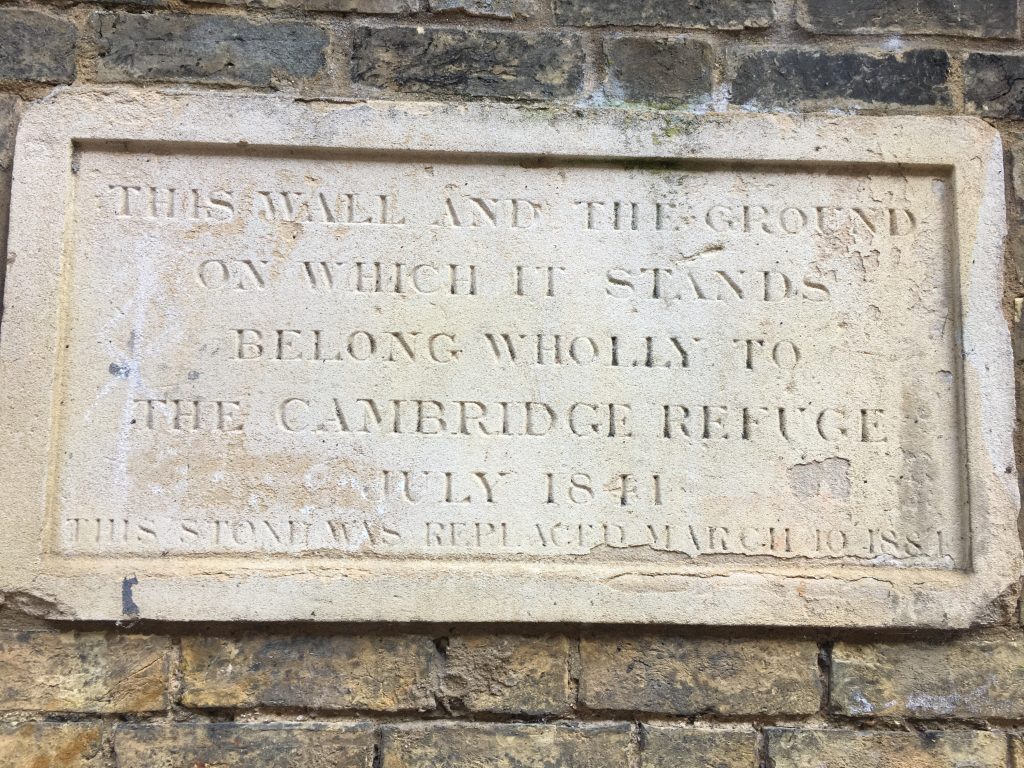 THIS WALL AND THE GROUND
ON WHICH IT STANDS
BELONG WHOLLY TO
THE CAMBRIDGE REFUGE
JULY 1841
THIS STONE WAS REPLACED MARCH 10 1881